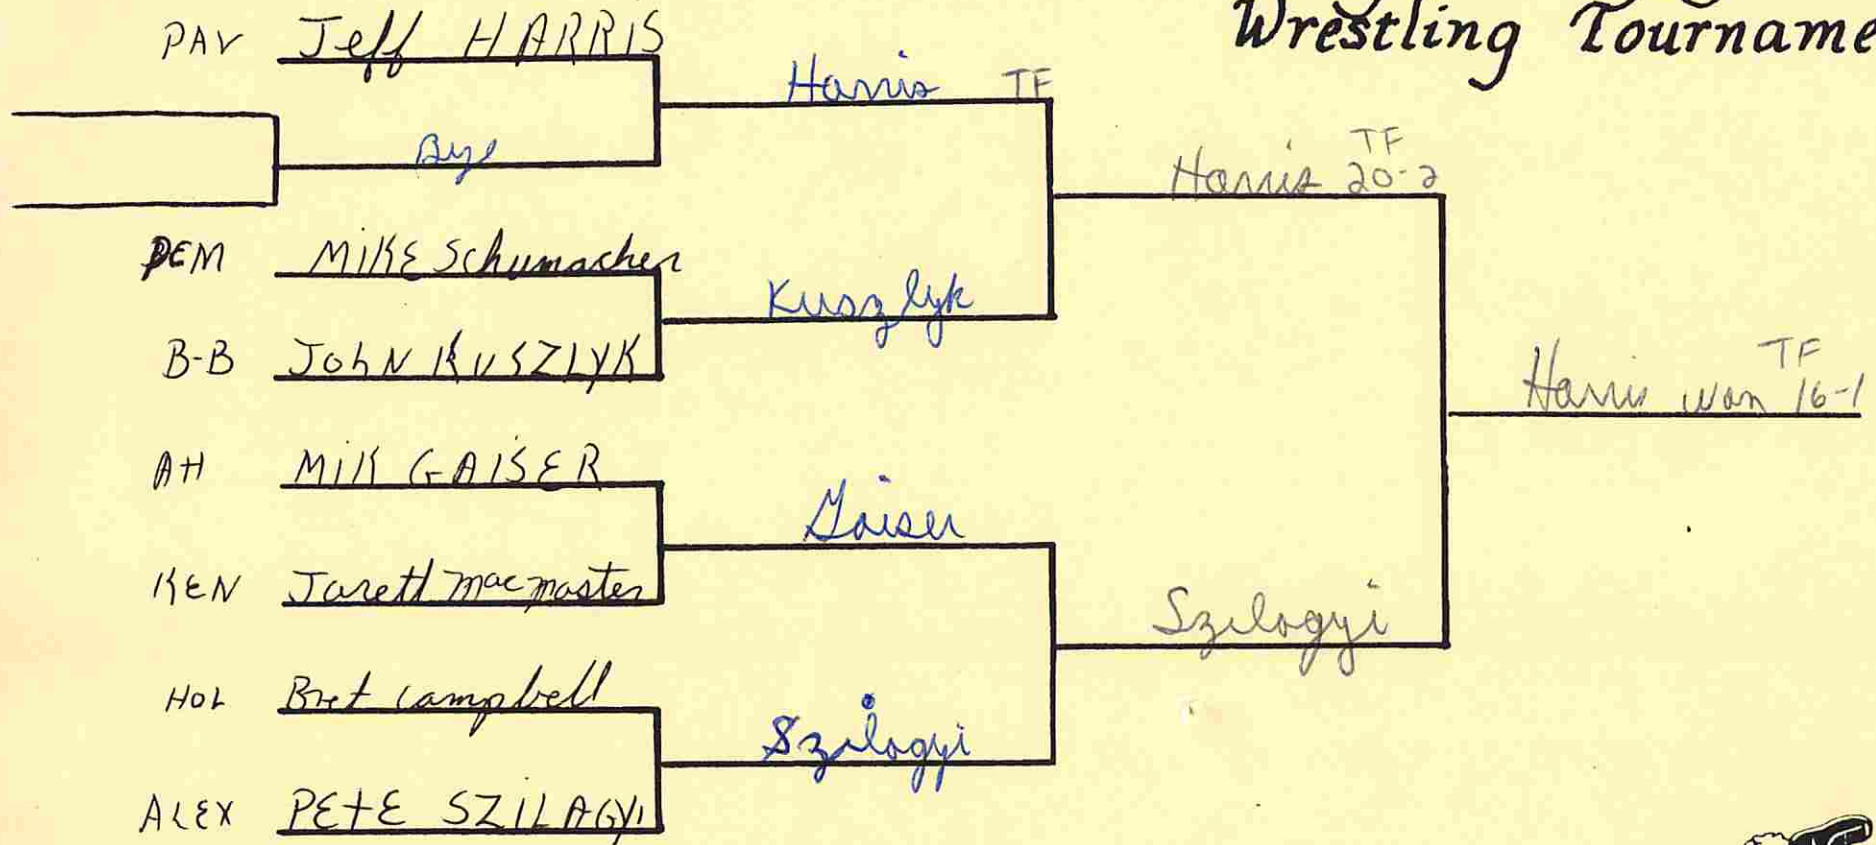 Wrestling Tourname
PAV Jeff HARRIS
Harris TF
Bye
Harris TF 20-2
DEM MIKE Schumacher
Kuszlyk
B-B JohN KUSZLYK
Harris won TF 16-1
AH MIK GAISER
Gaiser
KEN Jarett macmaster
Szilogyi
HOL Bret campbell
Szilogyi
ALEX PETE SZILAGYI